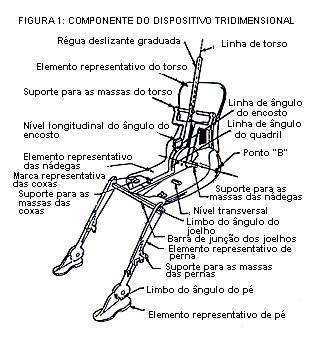 FIGURA 1: COMPONENTE DO DISPOSITIVO TRIDIMENSIONAL
Régua deslizante graduada
Linha de torso
Elemento representativo do torso
Suporte para as massas do torso
Linha de ângulo
do encosto
Nível longitudinal do ângulo do
encosto
Linha de ângulo
do quadril
Elemento representativo
das nádegas
Ponto "B"
Marca representativa
das coxas
Suporte para as
massas das
coxas
Suporte para as
massas das nádegas
Nível transversal
Limbo do ângulo do
joelho
Barra de junção dos joelhos
Elemento representativo de
perna
Suporte para as massas
das pernas
Limbo do ângulo do pé
Elemento representativo de pé